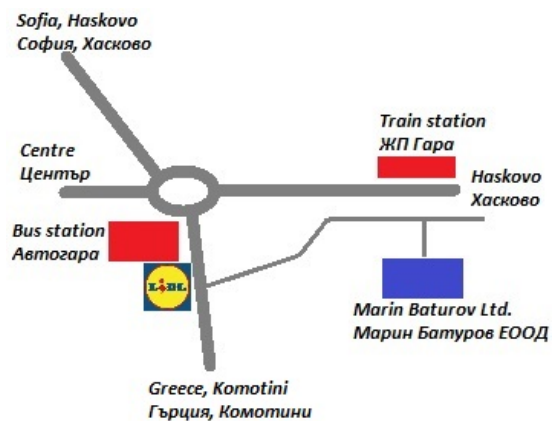 Sofia, Haskovo
София, Хасково
Train station
ЖП Гара
Centre
Център
Haskovo
Хасково
Bus station
Автогара
LIDL
Marin Baturov Ltd.
Марин Батуров ЕООД
Greece, Komotini
Гърция, Комотини